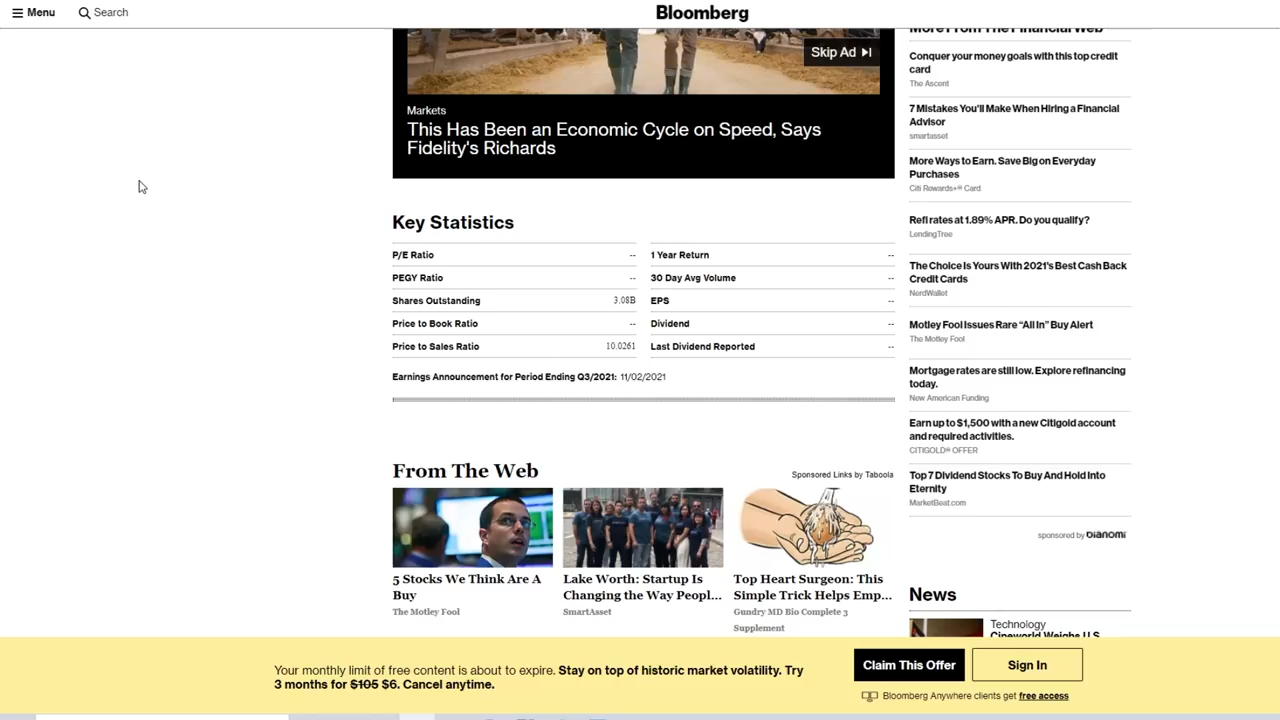 Menu
Search
Bloomberg
Skip Ad
Markets
This Has Been an Economic Cycle on Speed, Says
Fidelity's Richards
Key Statistics
P/E Ratio --
1 Year Return --
PEGY Ratio --
30 Day Avg Volume --
Shares Outstanding 3.08B
EPS --
Price to Book Ratio --
Dividend --
Price to Sales Ratio 10.0261
Last Dividend Reported --
Earnings Announcement for Period Ending Q3/2021: 11/02/2021
From The Web
Sponsored Links by Taboola
5 Stocks We Think Are A
Buy
The Motley Fool
Lake Worth: Startup Is
Changing the Way Peopl...
SmartAsset
Top Heart Surgeon: This
Simple Trick Helps Emp...
Gundry MD Bio Complete 3
Supplement
More From The Financial Web
Conquer your money goals with this top credit
card
The Ascent
7 Mistakes You'll Make When Hiring a Financial
Advisor
smartasset
More Ways to Earn. Save Big on Everyday
Purchases
Citi Rewards+® Card
Refi rates at 1.89% APR. Do you qualify?
LendingTree
The Choice Is Yours With 2021's Best Cash Back
Credit Cards
NerdWallet
Motley Fool Issues Rare “All In” Buy Alert
The Motley Fool
Mortgage rates are still low. Explore refinancing
today.
New American Funding
Earn up to $1,500 with a new Citigold account
and required activities.
CITIGOLD® OFFER
Top 7 Dividend Stocks To Buy And Hold Into
Eternity
MarketBeat.com
sponsored by bianomi
News
Technology
Cineworld Weighs U.S.
Your monthly limit of free content is about to expire. Stay on top of historic market volatility. Try
3 months for $105 $6. Cancel anytime.
Claim This Offer
Sign In
Bloomberg Anywhere clients get free access